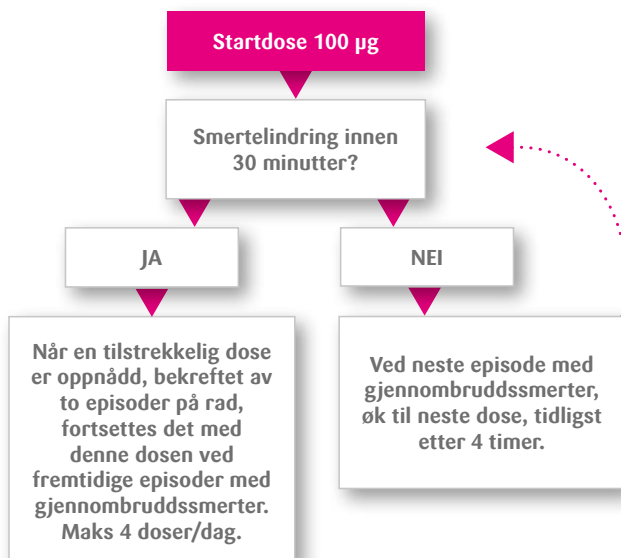 Startdose 100 µg
Smertelindring innen
30 minutter?
JA
NEI
Når en tilstrekkelig dose
er oppnådd, bekreftet av
to episoder på rad,
fortsettes det med
denne dosen ved
fremtidige episoder med
gjennombruddssmerter.
Maks 4 doser/dag.
Ved neste episode med
gjennombruddssmerter,
øk til neste dose, tidligst
etter 4 timer.